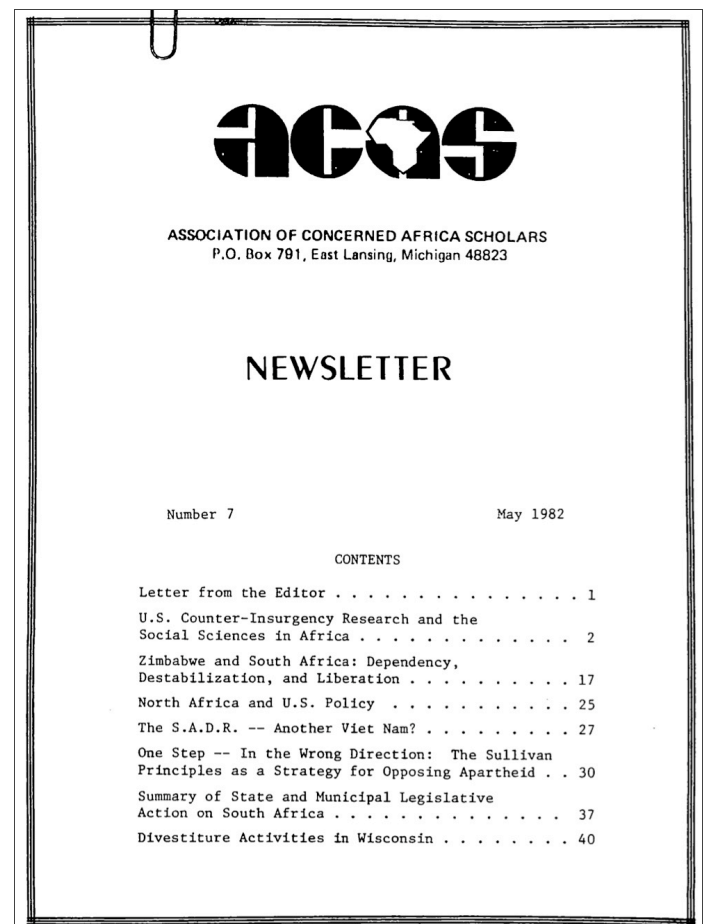 acas
ASSOCIATION OF CONCERNED AFRICA SCHOLARS
P.O. Box 791, East Lansing, Michigan 48823
NEWSLETTER
Number 7 May 1982
CONTENTS
Letter from the Editor . . . . . . . . . . . . . . . 1
U.S. Counter-Insurgency Research and the
Social Sciences in Africa . . . . . . . . . . . . . 2
Zimbabwe and South Africa: Dependency,
Destabilization, and Liberation . . . . . . . . . . 17
North Africa and U.S. Policy . . . . . . . . . . . 25
The S.A.D.R. -- Another Viet Nam? . . . . . . . . . 27
One Step -- In the Wrong Direction: The Sullivan
Principles as a Strategy for Opposing Apartheid . . 30
Summary of State and Municipal Legislative
Action on South Africa . . . . . . . . . . . . . . 37
Divestiture Activities in Wisconsin . . . . . . . . 40